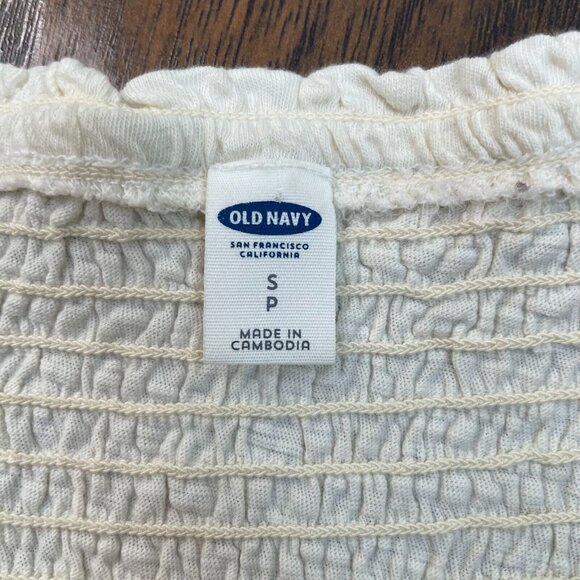 OLD NAVY
SAN FRANCISCO
CALIFORNIA
S
P
MADE IN
CAMBODIA